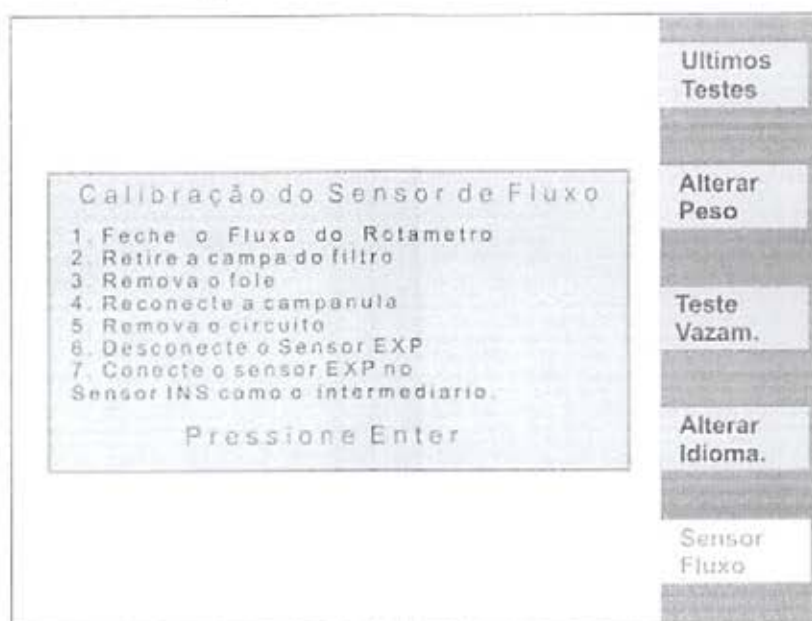 Calibração do Sensor de Fluxo
1. Feche o Fluxo do Rotametro
2. Retire a campa do filtro
3. Remova o fole
4. Reconecte a campanula
5. Remova o circuito
6. Desconecte o Sensor EXP
7. Conecte o sensor EXP no
Sensor INS como o intermediario.
Pressione Enter
Ultimos
Testes
Alterar
Peso
Teste
Vazam.
Alterar
Idioma.
Sensor
Fluxo